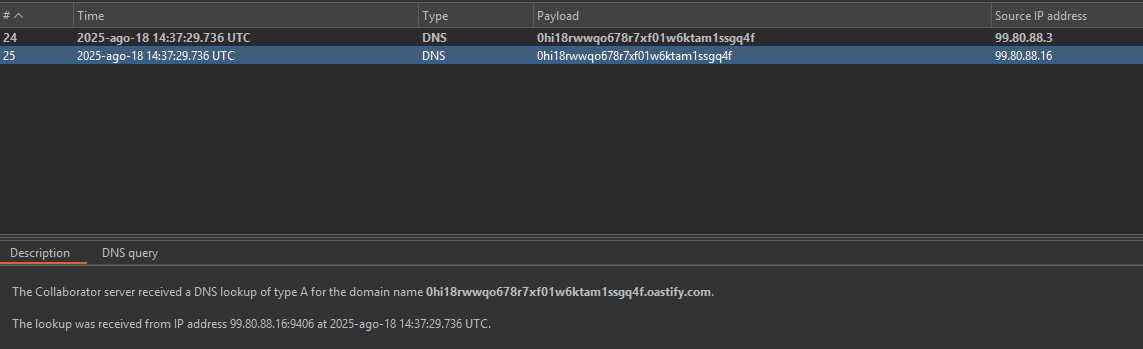 # Time Type Payload Source IP address
24 2025-ago-18 14:37:29.736 UTC DNS 0hi18rwwqo678r7xf01w6ktam1ssgq4f 99.80.88.3
25 2025-ago-18 14:37:29.736 UTC DNS 0hi18rwwqo678r7xf01w6ktam1ssgq4f 99.80.88.16
Description DNS query
The Collaborator server received a DNS lookup of type A for the domain name 0hi18rwwqo678r7xf01w6ktam1ssgq4f.oastify.com.
The lookup was received from IP address 99.80.88.16:9406 at 2025-ago-18 14:37:29.736 UTC.